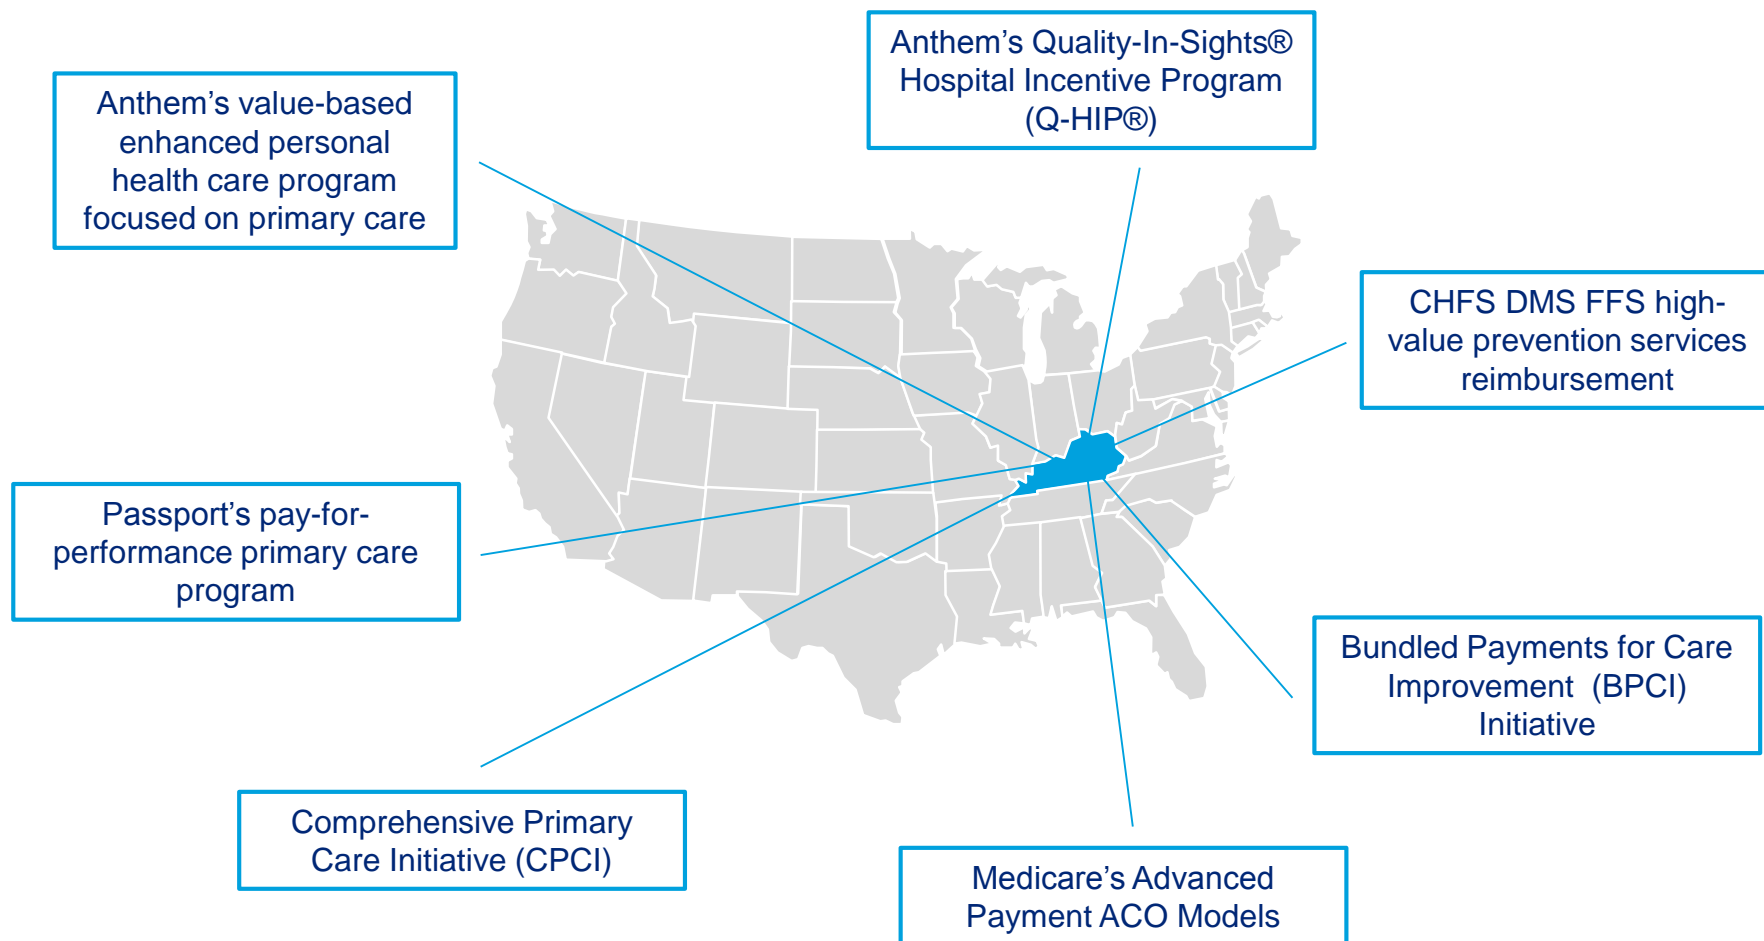 Anthem’s Quality-In-Sights®
Hospital Incentive Program
(Q-HIP®)
Anthem’s value-based
enhanced personal
health care program
focused on primary care
CHFS DMS FFS high-
value prevention services
reimbursement
Passport’s pay-for-
performance primary care
program
Bundled Payments for Care
Improvement  (BPCI)
Initiative
Comprehensive Primary
Care Initiative (CPCI)
Medicare’s Advanced
Payment ACO Models